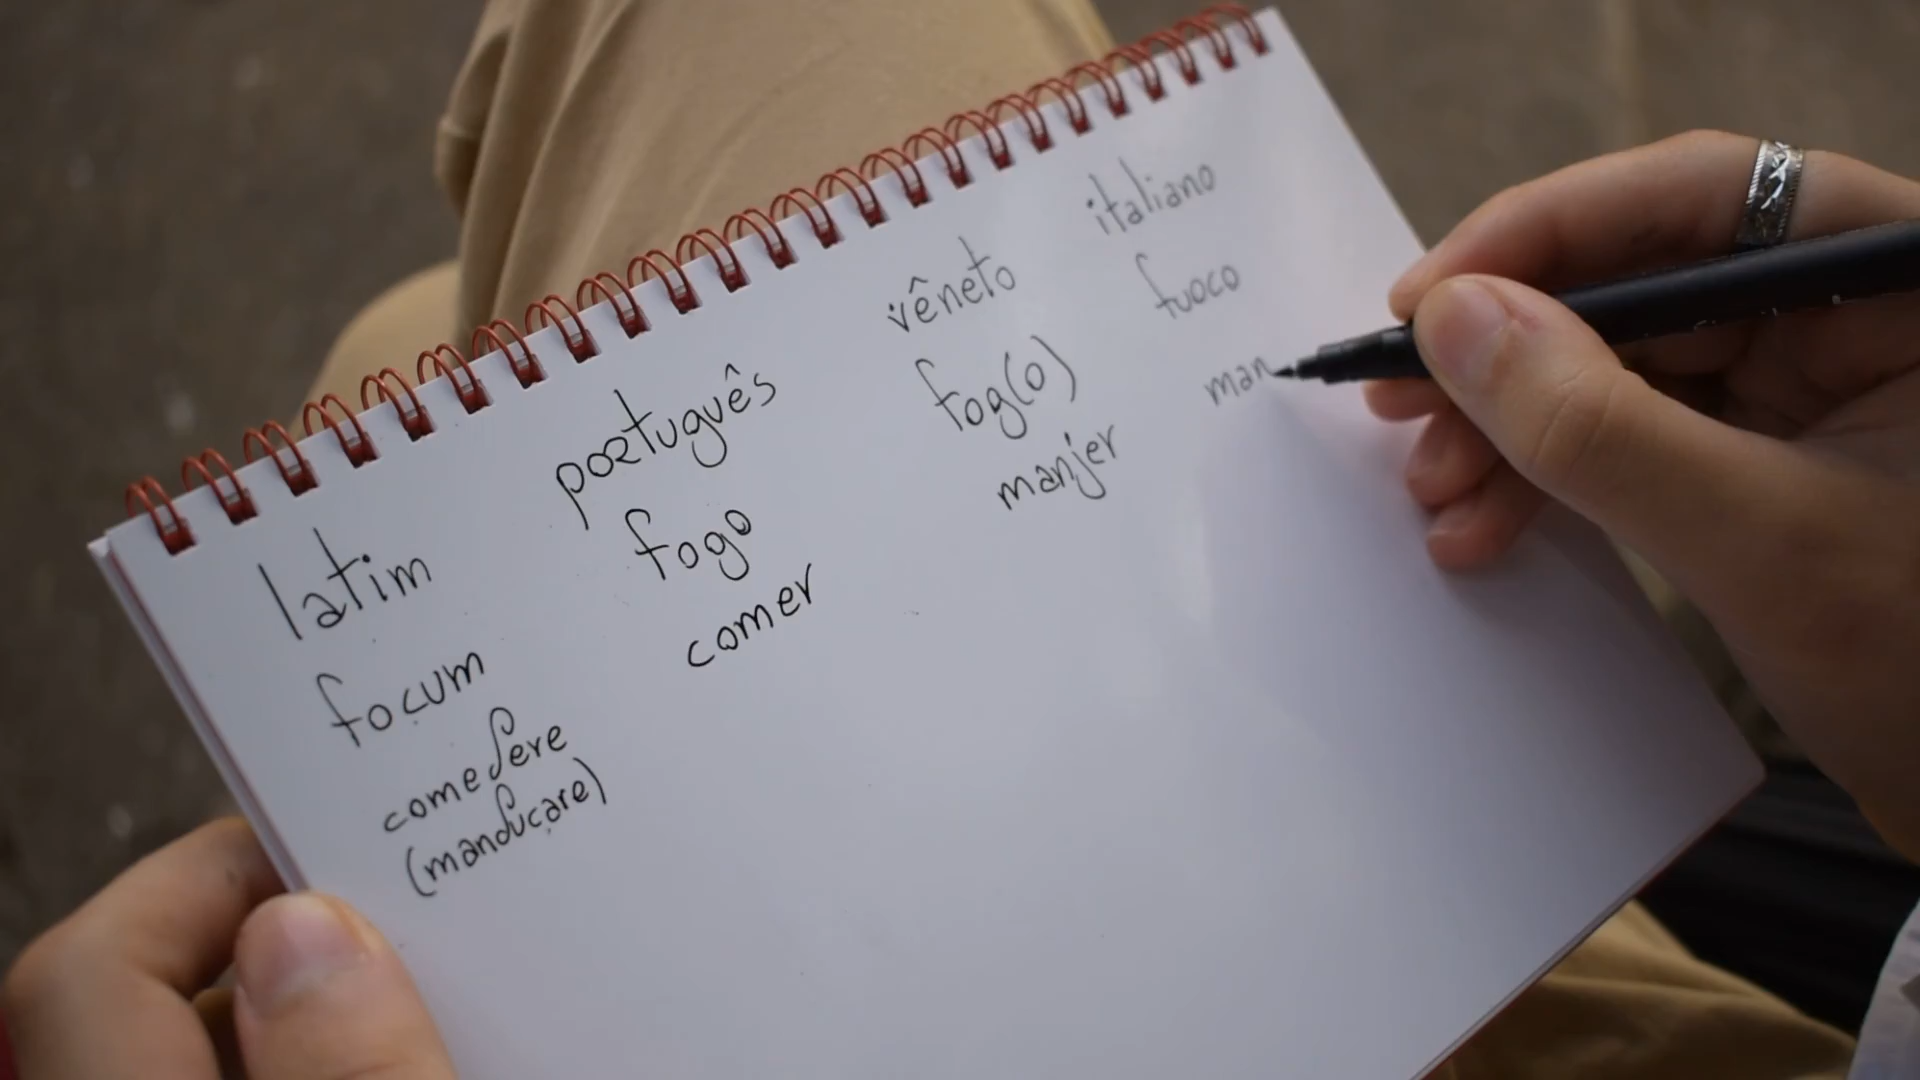 latim português vêneto italiano
focum fogo fog(o) fuoco
comedere comer manjer man
(manducare)